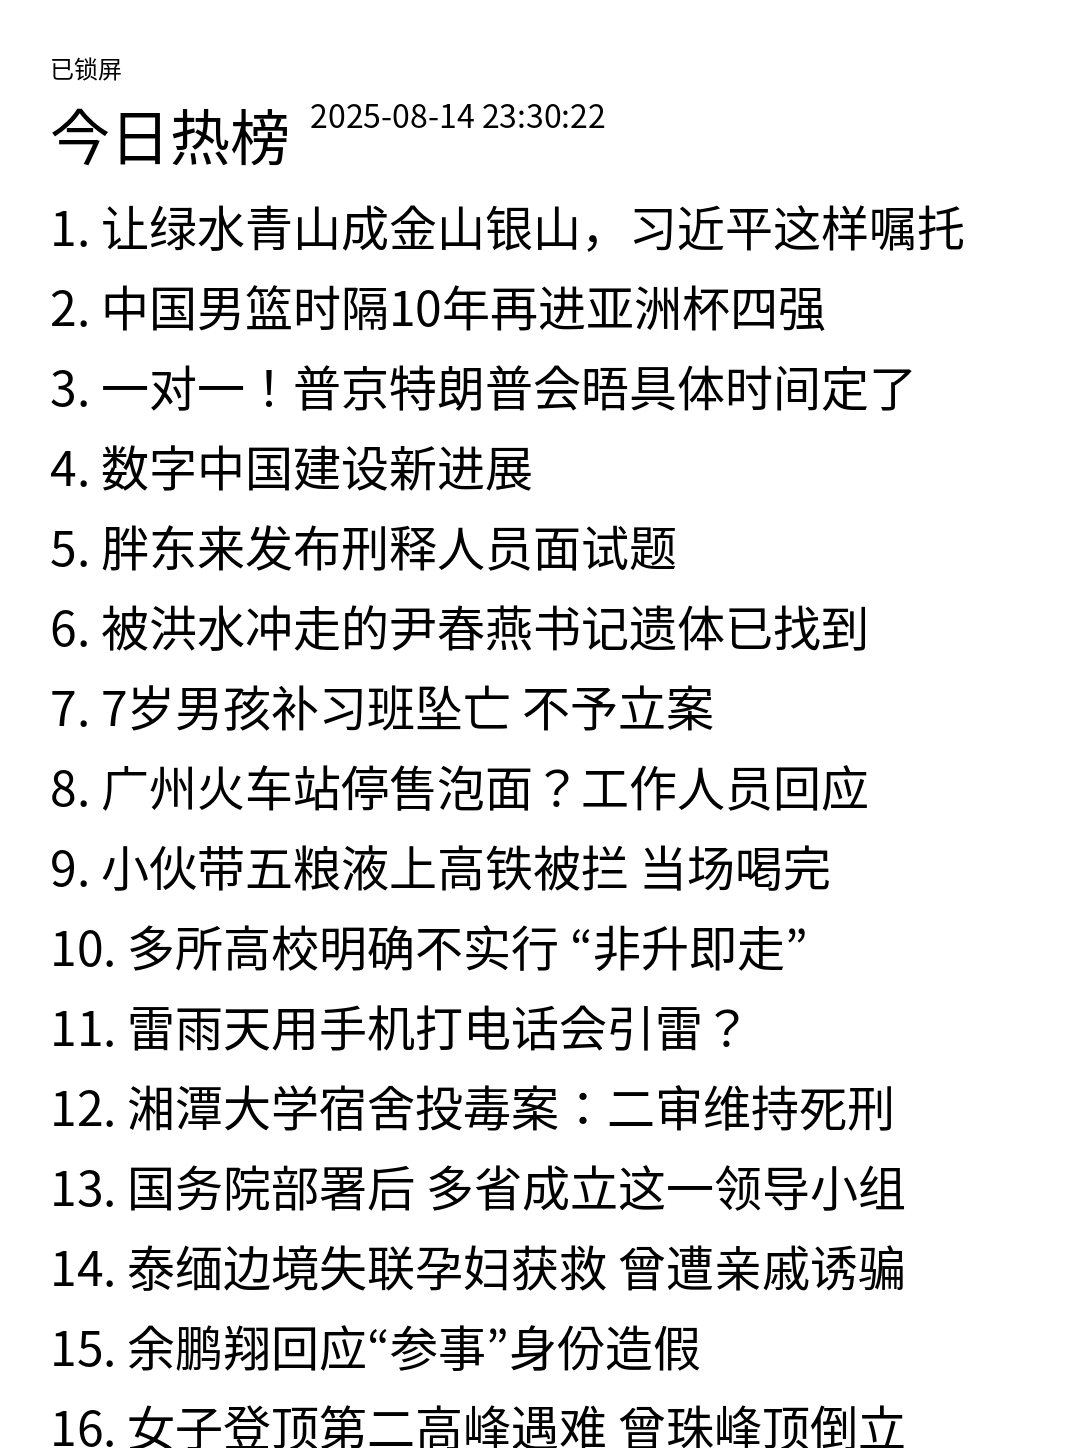 已锁屏
今日热榜 2025-08-14 23:30:22
1. 让绿水青山成金山银山，习近平这样嘱托
2. 中国男篮时隔10年再进亚洲杯四强
3. 一对一！普京特朗普会晤具体时间定了
4. 数字中国建设新进展
5. 胖东来发布刑释人员面试题
6. 被洪水冲走的尹春燕书记遗体已找到
7. 7岁男孩补习班坠亡 不予立案
8. 广州火车站停售泡面？工作人员回应
9. 小伙带五粮液上高铁被拦 当场喝完
10. 多所高校明确不实行 “非升即走”
11. 雷雨天用手机打电话会引雷？
12. 湘潭大学宿舍投毒案：二审维持死刑
13. 国务院部署后 多省成立这一领导小组
14. 泰缅边境失联孕妇获救 曾遭亲戚诱骗
15. 余鹏翔回应“参事”身份造假
16. 女子登顶第二高峰遇难 曾珠峰顶倒立